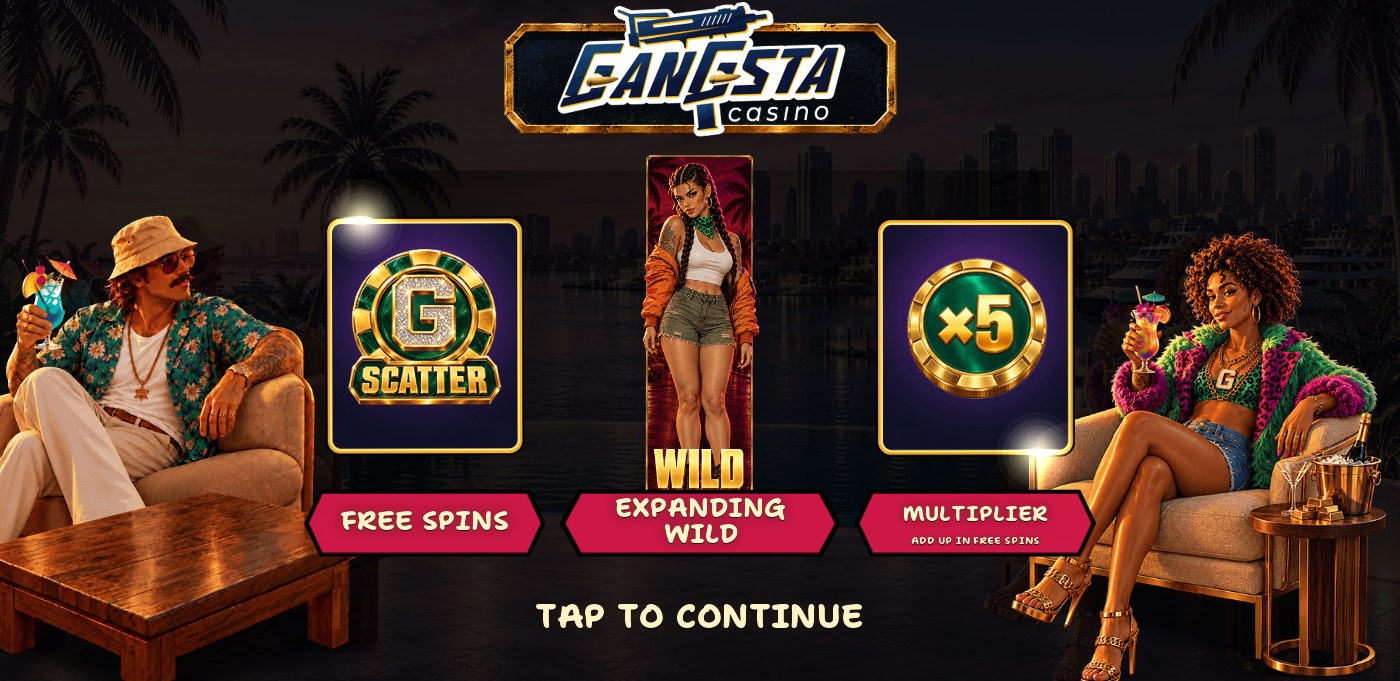 GANGSTA
casino
G
SCATTER
WILD
×5
G
FREE SPINS
EXPANDING
WILD
MULTIPLIER
ADD UP IN FREE SPINS
TAP TO CONTINUE